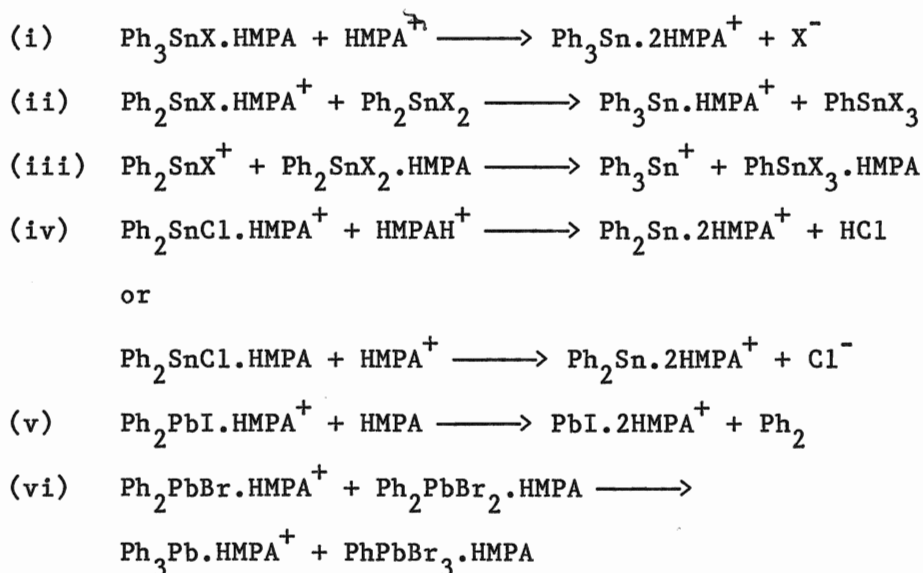 (i) Ph₃SnX.HMPA + HMPA⁺ ⟶ Ph₃Sn.2HMPA⁺ + X⁻
(ii) Ph₂SnX.HMPA⁺ + Ph₂SnX₂ ⟶ Ph₃Sn.HMPA⁺ + PhSnX₃
(iii) Ph₂SnX⁺ + Ph₂SnX₂.HMPA ⟶ Ph₃Sn⁺ + PhSnX₃.HMPA
(iv) Ph₂SnCl.HMPA⁺ + HMPAH⁺ ⟶ Ph₂Sn.2HMPA⁺ + HCl
or
Ph₂SnCl.HMPA + HMPA⁺ ⟶ Ph₂Sn.2HMPA⁺ + Cl⁻
(v) Ph₂PbI.HMPA⁺ + HMPA ⟶ PbI.2HMPA⁺ + Ph₂
(vi) Ph₂PbBr.HMPA⁺ + Ph₂PbBr₂.HMPA ⟶
Ph₃Pb.HMPA⁺ + PhPbBr₃.HMPA